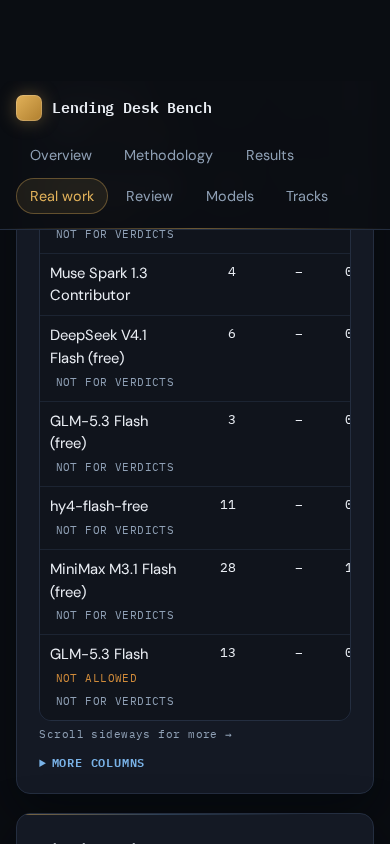 Lending Desk Bench
Overview Methodology Results
Real work Review Models Tracks
NOT FOR VERDICTS
Muse Spark 1.3 4 –
Contributor
DeepSeek V4.1 6 –
Flash (free)
NOT FOR VERDICTS
GLM-5.3 Flash 3 –
(free)
NOT FOR VERDICTS
hy4-flash-free 11 –
NOT FOR VERDICTS
MiniMax M3.1 Flash 28 – 1
(free)
NOT FOR VERDICTS
GLM-5.3 Flash 13 –
NOT ALLOWED
NOT FOR VERDICTS
Scroll sideways for more →
▶ MORE COLUMNS